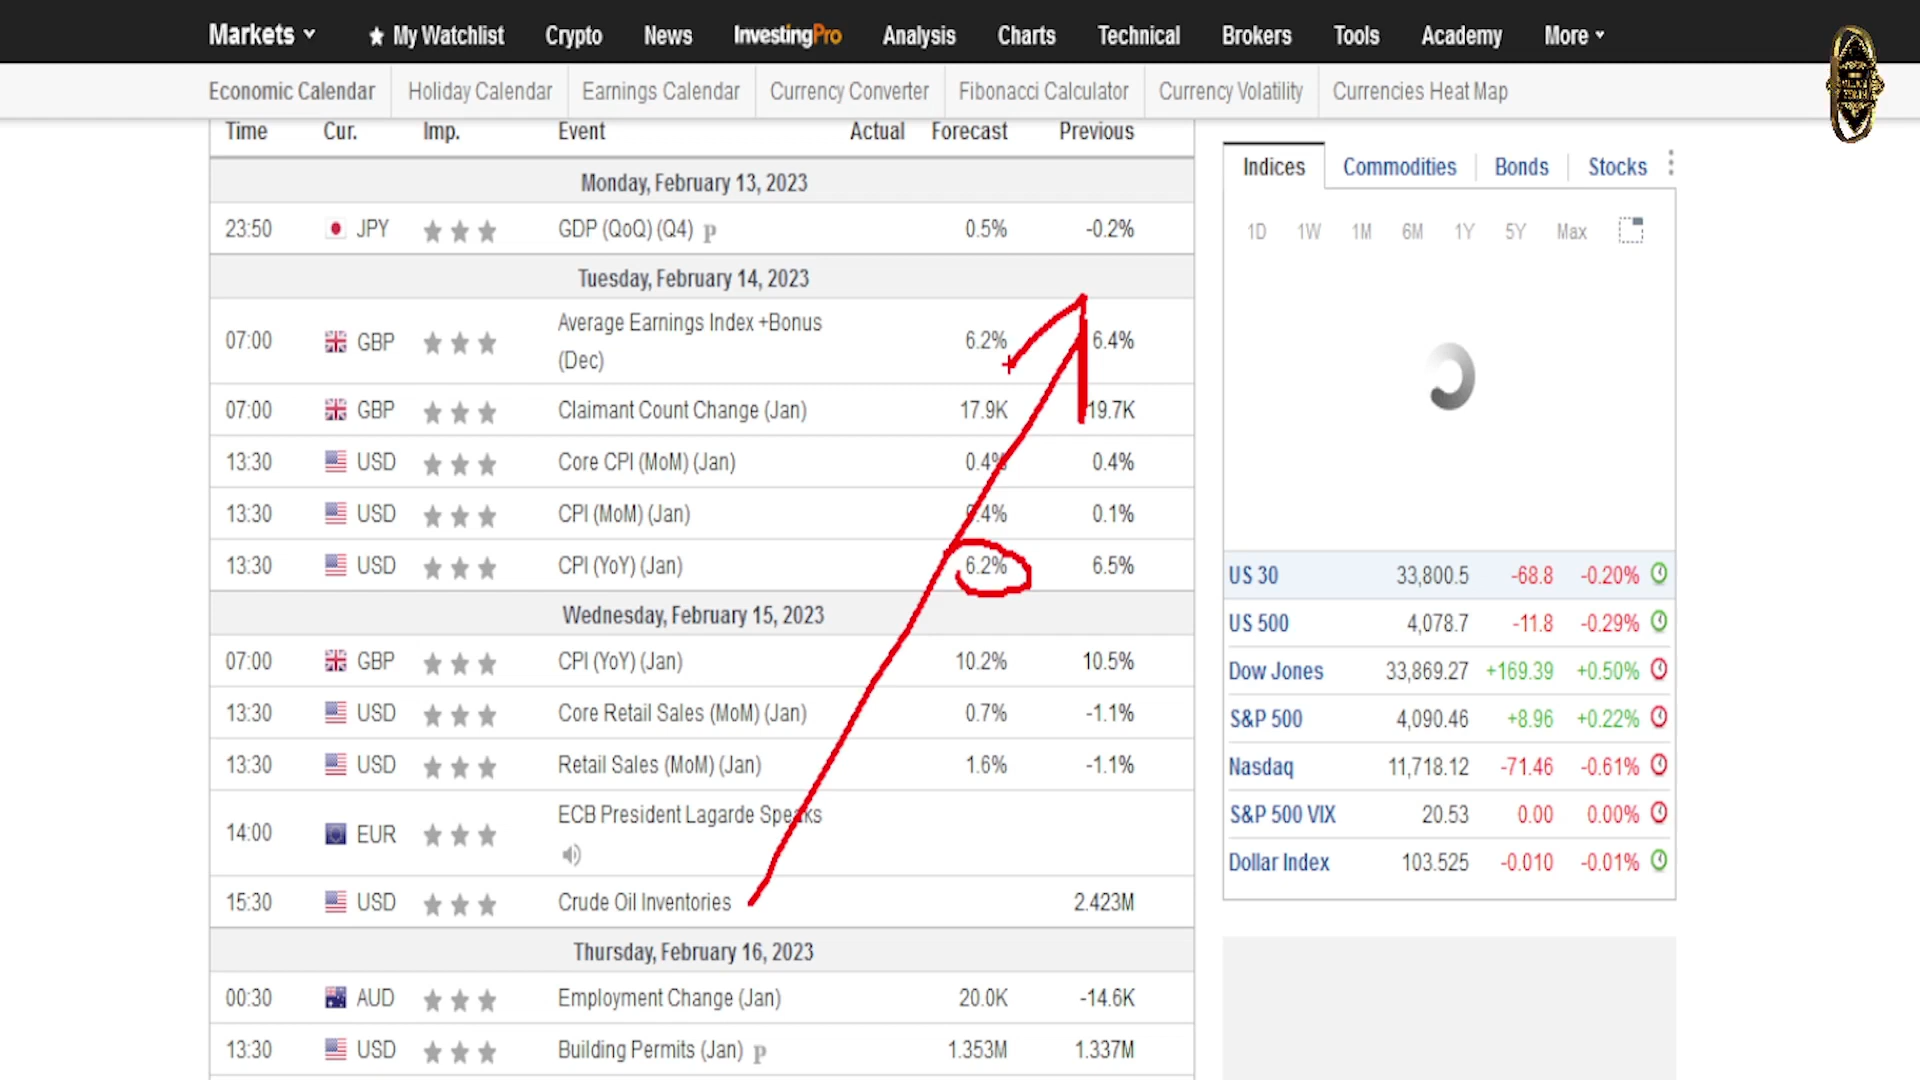 Markets My Watchlist Crypto News InvestingPro Analysis Charts Technical Brokers Tools Academy More
Economic Calendar Holiday Calendar Earnings Calendar Currency Converter Fibonacci Calculator Currency Volatility Currencies Heat Map
Time Cur. Imp. Event Actual Forecast Previous
Monday, February 13, 2023
23:50 JPY GDP (QoQ) (Q4) p 0.5% -0.2%
Tuesday, February 14, 2023
07:00 GBP Average Earnings Index +Bonus (Dec) 6.2% 6.4%
07:00 GBP Claimant Count Change (Jan) 17.9K 19.7K
13:30 USD Core CPI (MoM) (Jan) 0.4% 0.4%
13:30 USD CPI (MoM) (Jan) 0.4% 0.1%
13:30 USD CPI (YoY) (Jan) 6.2% 6.5%
Wednesday, February 15, 2023
07:00 GBP CPI (YoY) (Jan) 10.2% 10.5%
13:30 USD Core Retail Sales (MoM) (Jan) 0.7% -1.1%
13:30 USD Retail Sales (MoM) (Jan) 1.6% -1.1%
14:00 EUR ECB President Lagarde Speaks
15:30 USD Crude Oil Inventories 2.423M
Thursday, February 16, 2023
00:30 AUD Employment Change (Jan) 20.0K -14.6K
13:30 USD Building Permits (Jan) p 1.353M 1.337M
Indices Commodities Bonds Stocks
1D 1W 1M 6M 1Y 5Y Max
US 30 33,800.5 -68.8 -0.20%
US 500 4,078.7 -11.8 -0.29%
Dow Jones 33,869.27 +169.39 +0.50%
S&P 500 4,090.46 +8.96 +0.22%
Nasdaq 11,718.12 -71.46 -0.61%
S&P 500 VIX 20.53 0.00 0.00%
Dollar Index 103.525 -0.010 -0.01%